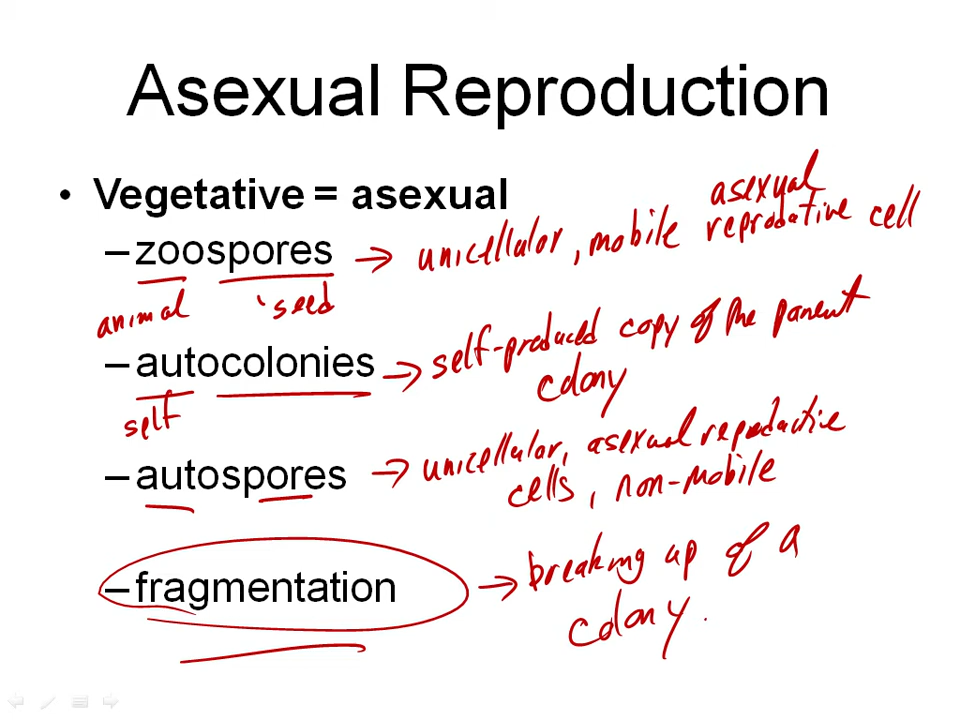 Asexual Reproduction
• Vegetative = asexual
asexual
–zoospores → unicellular, mobile reproductive cell
animal 'seed
–autocolonies → self-produced copy of the parent
colony
self
–autospores → unicellular, asexual reproductive
cells, non-mobile
–fragmentation → breaking up of a
colony.